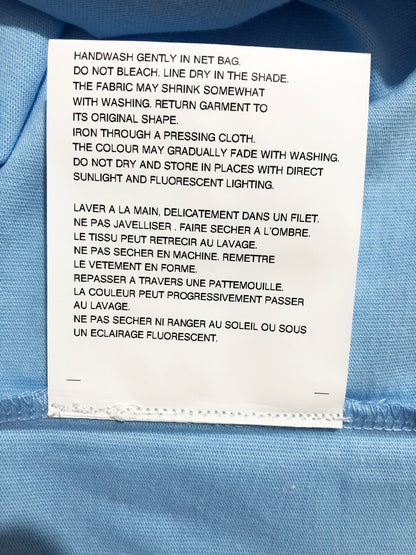 HANDWASH GENTLY IN NET BAG.
DO NOT BLEACH. LINE DRY IN THE SHADE.
THE FABRIC MAY SHRINK SOMEWHAT
WITH WASHING. RETURN GARMENT TO
ITS ORIGINAL SHAPE.
IRON THROUGH A PRESSING CLOTH.
THE COLOUR MAY GRADUALLY FADE WITH WASHING.
DO NOT DRY AND STORE IN PLACES WITH DIRECT
SUNLIGHT AND FLUORESCENT LIGHTING.
LAVER A LA MAIN, DELICATEMENT DANS UN FILET.
NE PAS JAVELLISER . FAIRE SECHER A L'OMBRE.
LE TISSU PEUT RETRECIR AU LAVAGE.
NE PAS SECHER EN MACHINE. REMETTRE
LE VETEMENT EN FORME.
REPASSER A TRAVERS UNE PATTEMOUILLE.
LA COULEUR PEUT PROGRESSIVEMENT PASSER
AU LAVAGE.
NE PAS SECHER NI RANGER AU SOLEIL OU SOUS
UN ECLAIRAGE FLUORESCENT.